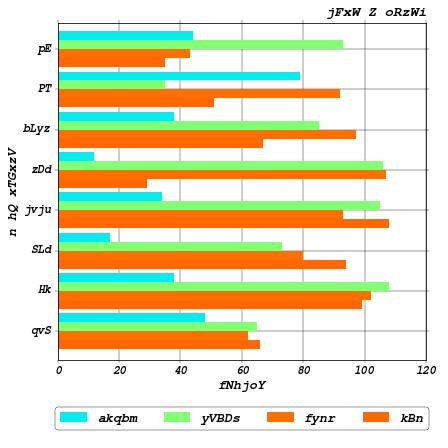 jFxW Z oRzWi
pE
PT
bLyz
zDd
jvju
SLd
Hk
qvS
n hQ xTGxzV
0 20 40 60 80 100 120
fNhjoY
akqbm yVBDs fynr kBn